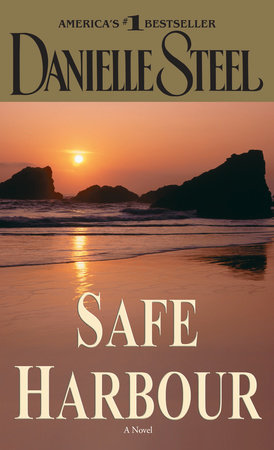 AMERICA'S #1 BESTSELLER
DANIELLE STEEL
SAFE
HARBOUR
A Novel